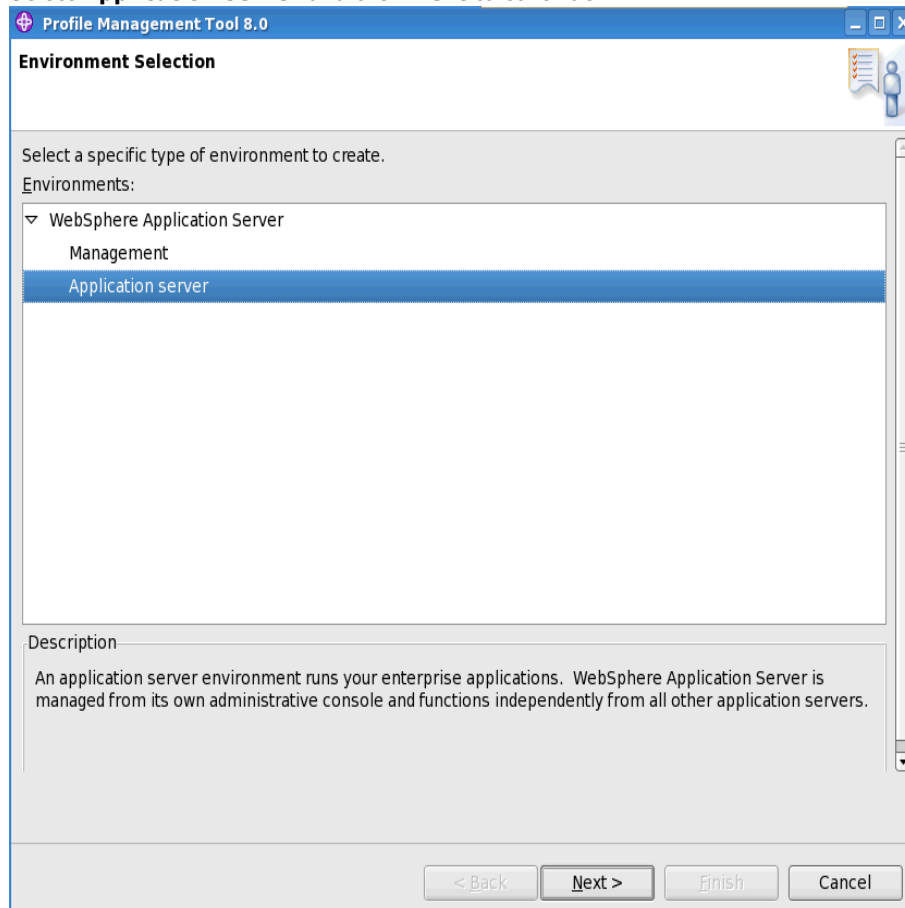 Profile Management Tool 8.0
Environment Selection
Select a specific type of environment to create.
Environments:
WebSphere Application Server
Management
Application server
Description
An application server environment runs your enterprise applications. WebSphere Application Server is
managed from its own administrative console and functions independently from all other application servers.
< Back
Next >
Finish
Cancel